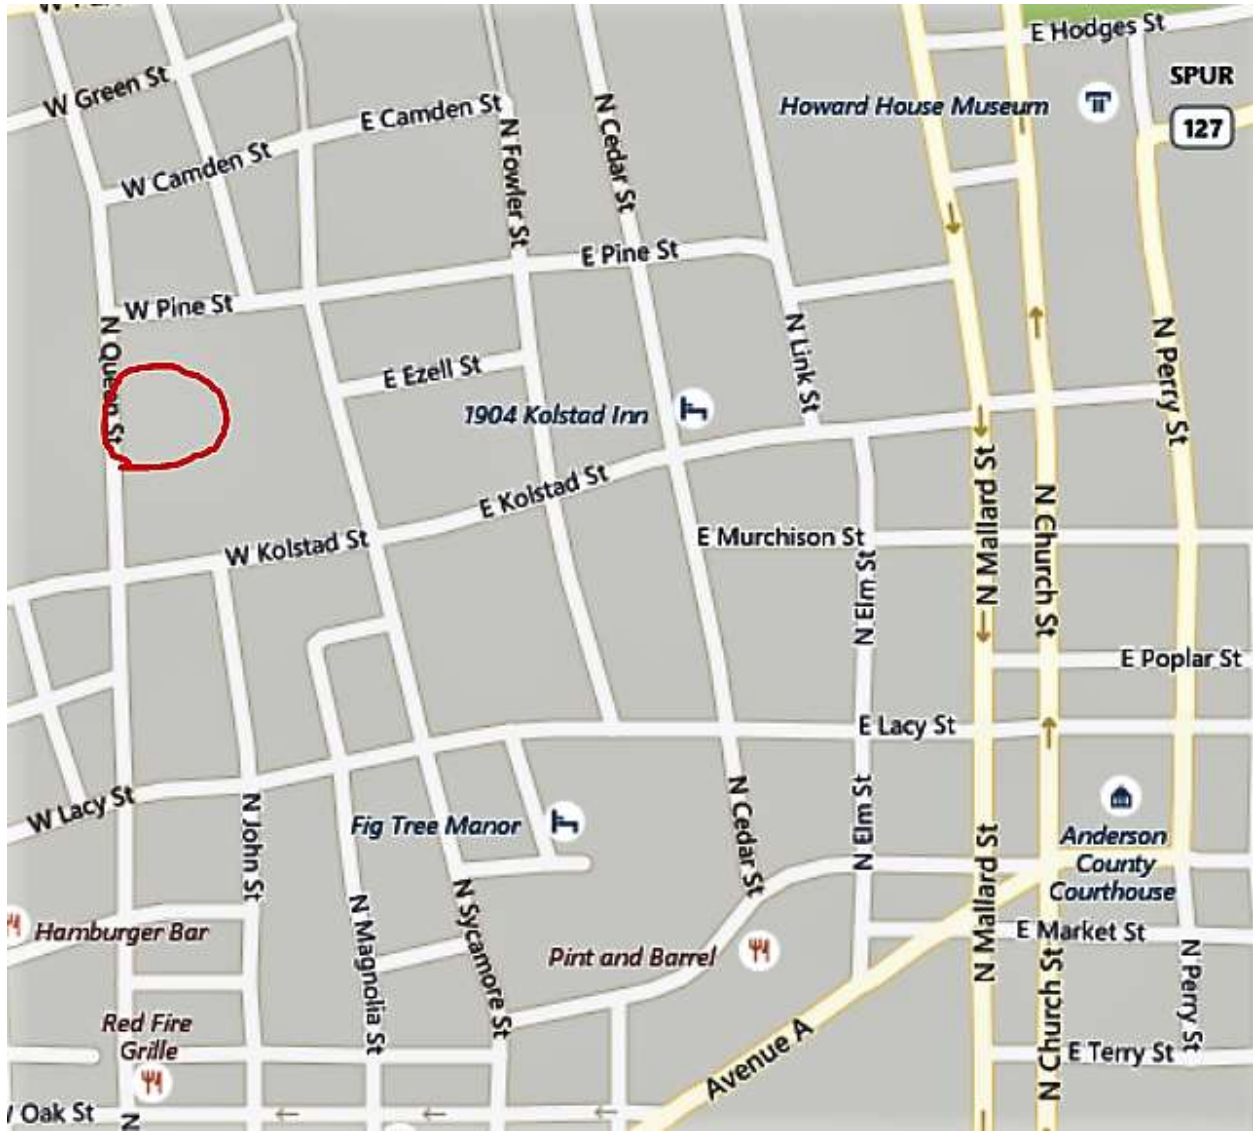 E Hodges St
SPUR
127
Howard House Museum
W Green St
E Camden St
W Camden St
N Fowler St
N Cedar St
E Pine St
W Pine St
N Queen St
E Ezell St
1904 Kolstad Inn
N Link St
N Perry St
E Kolstad St
W Kolstad St
E Murchison St
N Elm St
N Mallard St
N Church St
E Poplar St
E Lacy St
W Lacy St
N John St
Fig Tree Manor
N Cedar St
N Elm St
N Mallard St
Anderson
County
Courthouse
Hamburger Bar
N Magnolia St
N Sycamore St
Pint and Barrel
E Market St
N Church St
N Perry St
Red Fire
Grille
Avenue A
E Terry St
Oak St
N